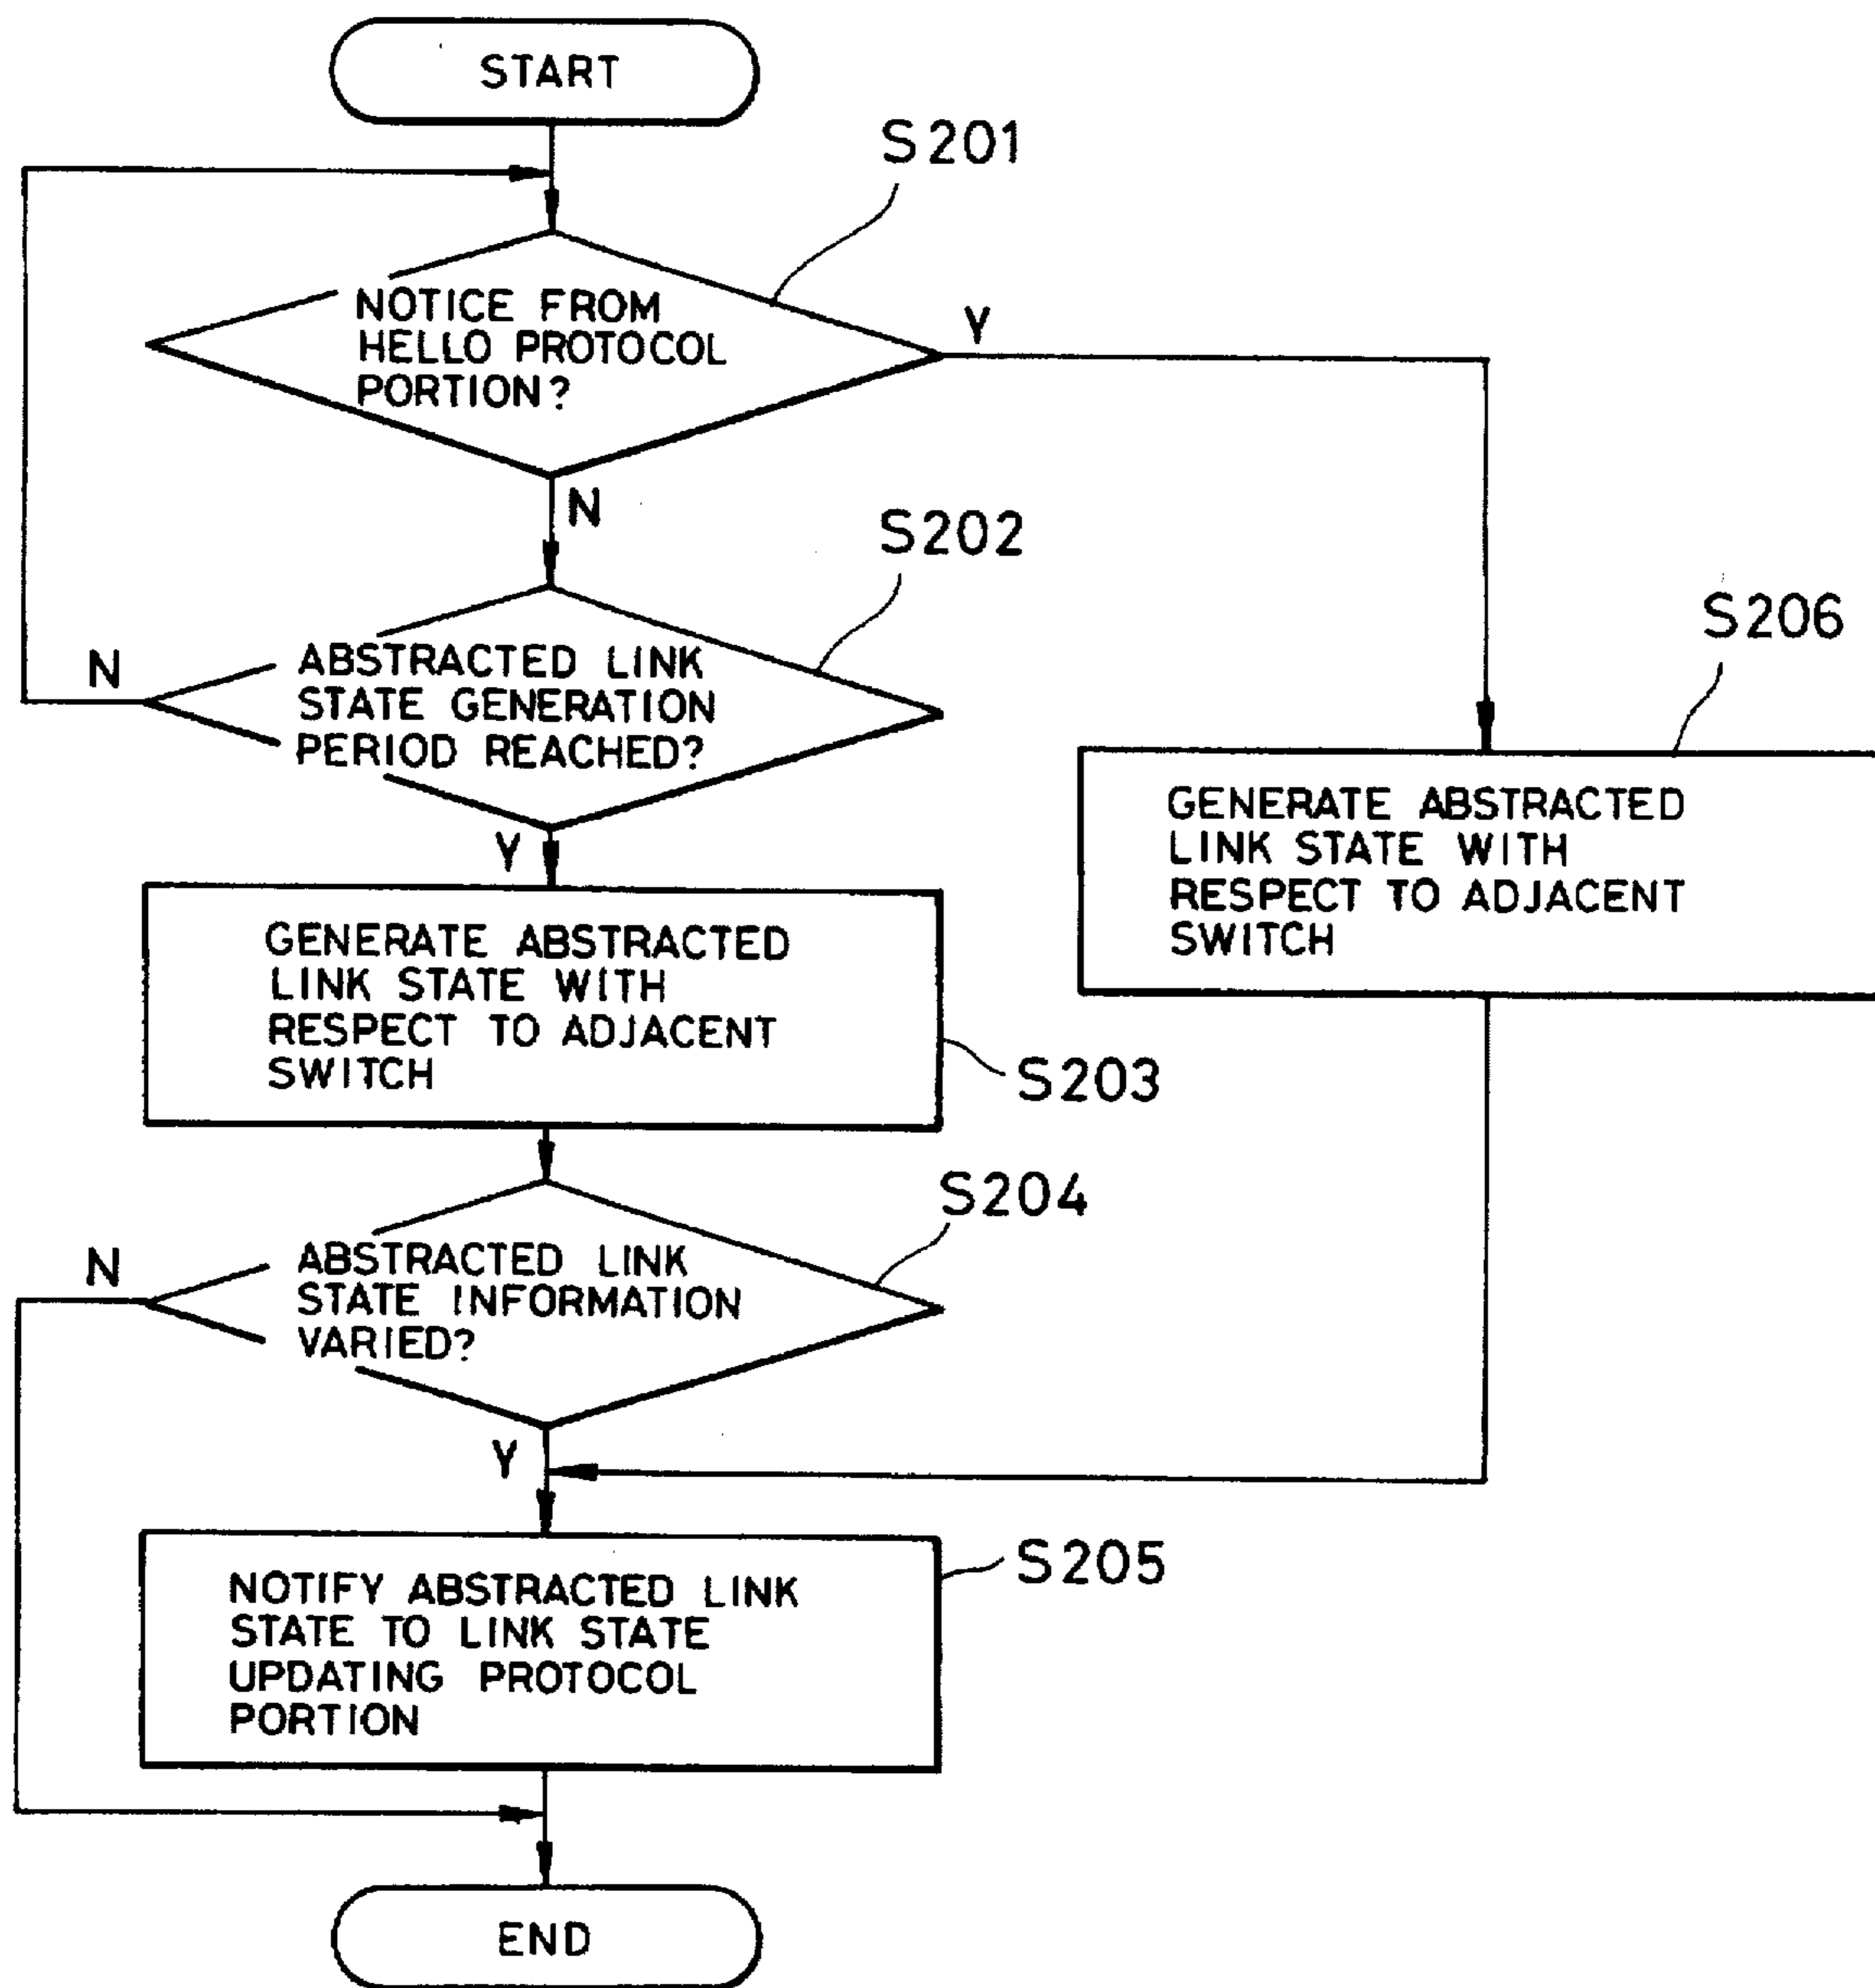 START
S201
NOTICE FROM
HELLO PROTOCOL
PORTION?
Y
N
S202
ABSTRACTED LINK
STATE GENERATION
PERIOD REACHED?
N
Y
S206
GENERATE ABSTRACTED
LINK STATE WITH
RESPECT TO ADJACENT
SWITCH
GENERATE ABSTRACTED
LINK STATE WITH
RESPECT TO ADJACENT
SWITCH
S203
S204
ABSTRACTED LINK
STATE INFORMATION
VARIED?
N
Y
S205
NOTIFY ABSTRACTED LINK
STATE TO LINK STATE
UPDATING PROTOCOL
PORTION
END